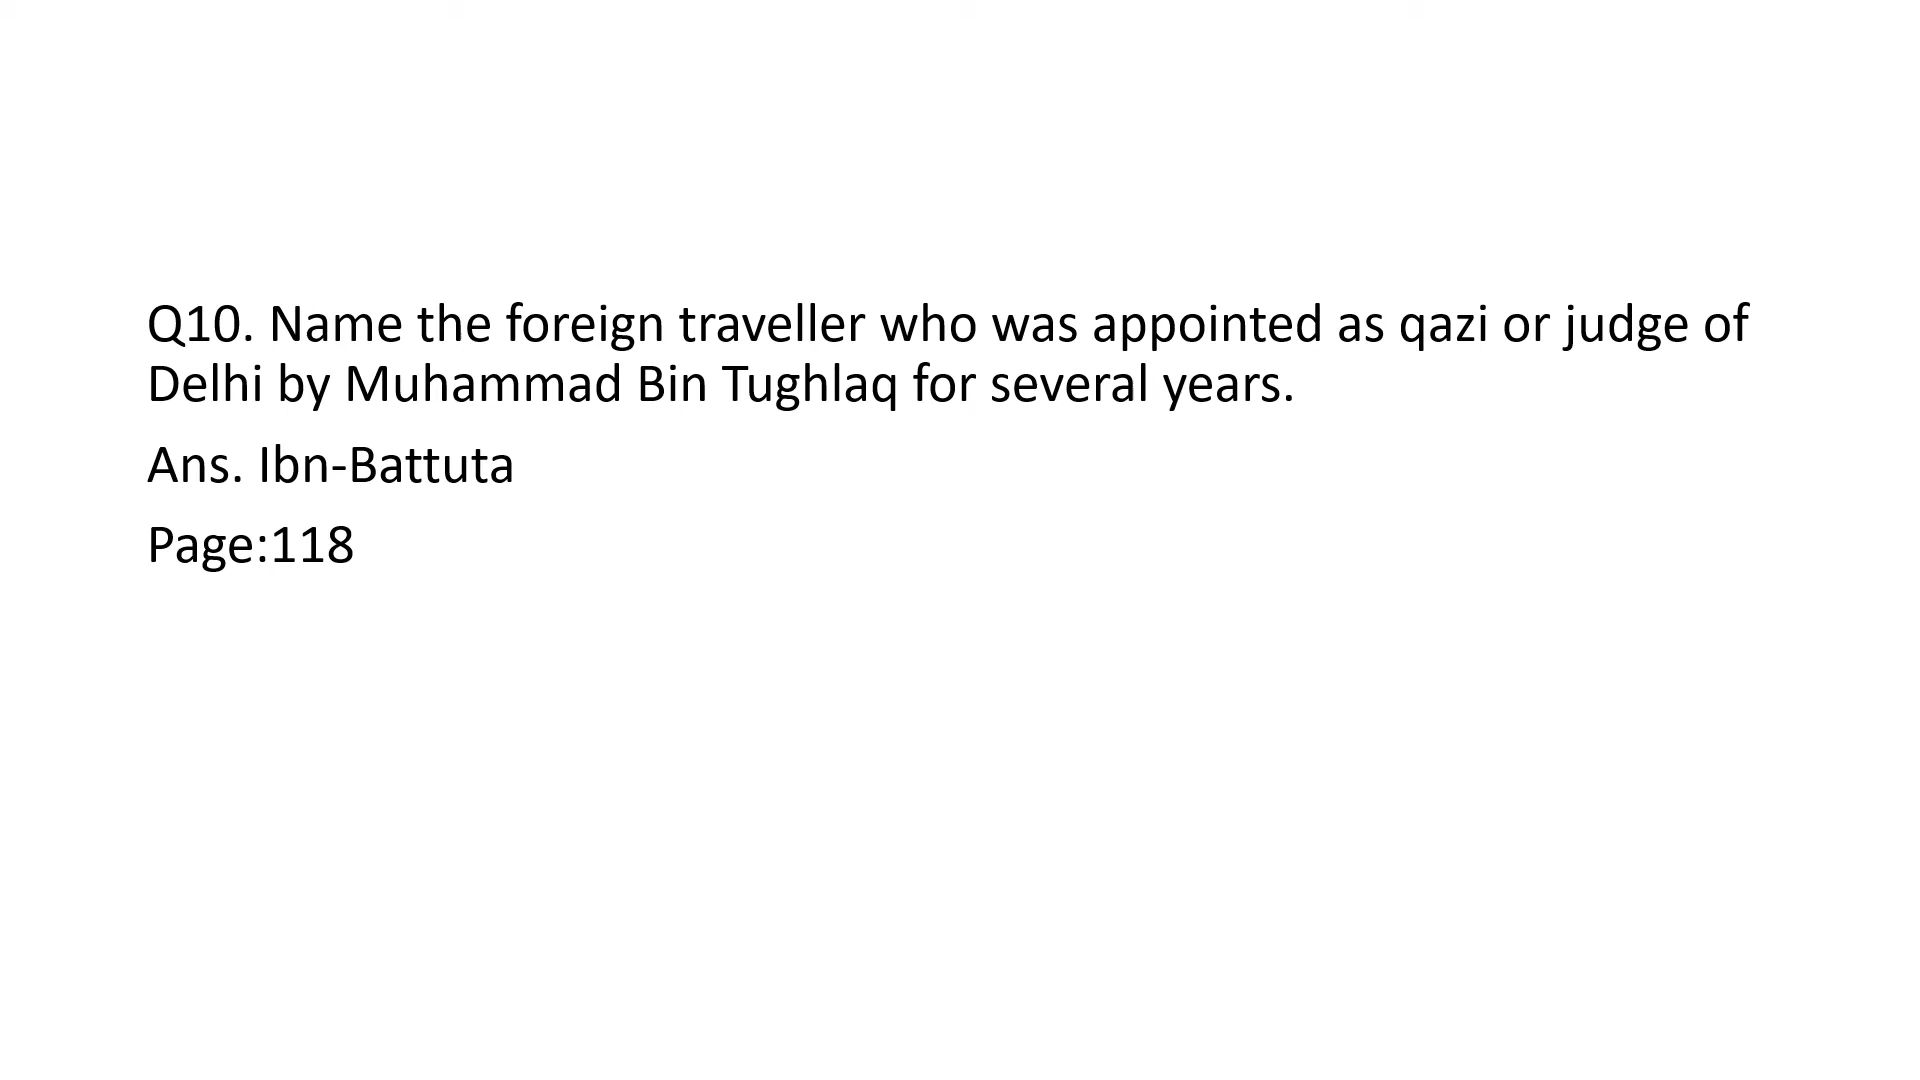 Q10. Name the foreign traveller who was appointed as qazi or judge of
Delhi by Muhammad Bin Tughlaq for several years.
Ans. Ibn-Battuta
Page:118